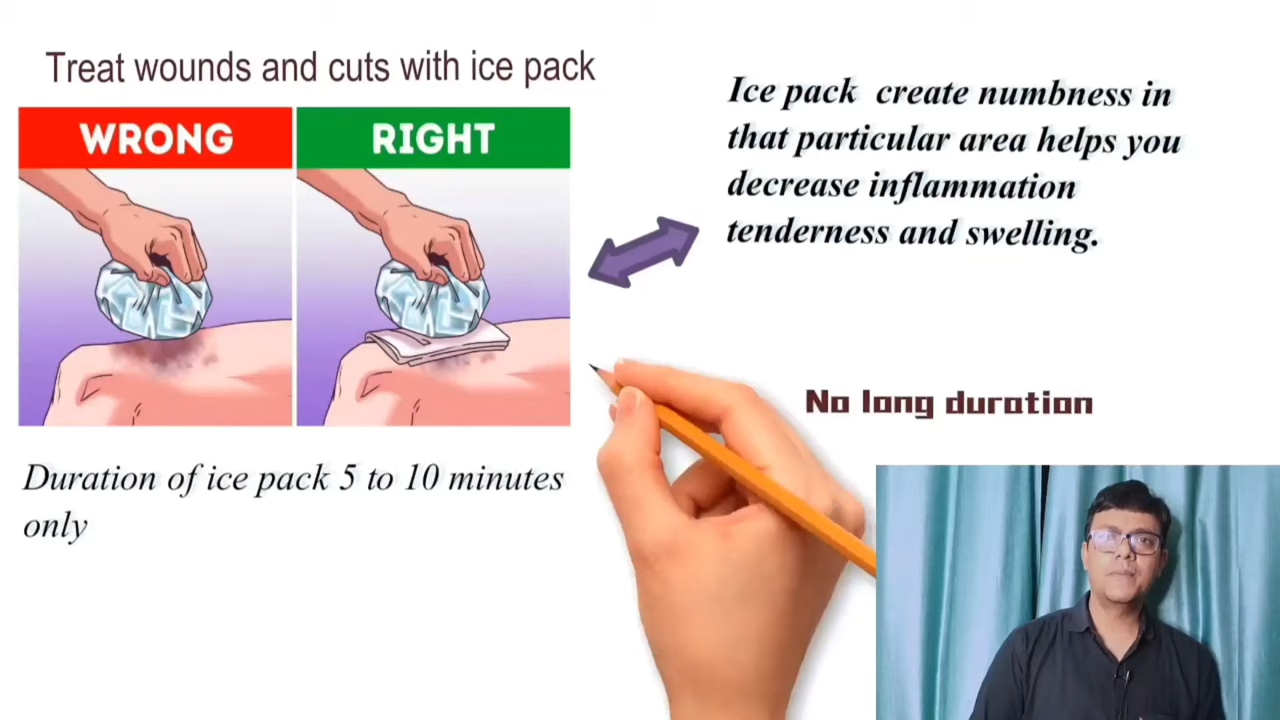 Treat wounds and cuts with ice pack
WRONG
RIGHT
Ice pack create numbness in
that particular area helps you
decrease inflammation
tenderness and swelling.
No long duration
Duration of ice pack 5 to 10 minutes
only